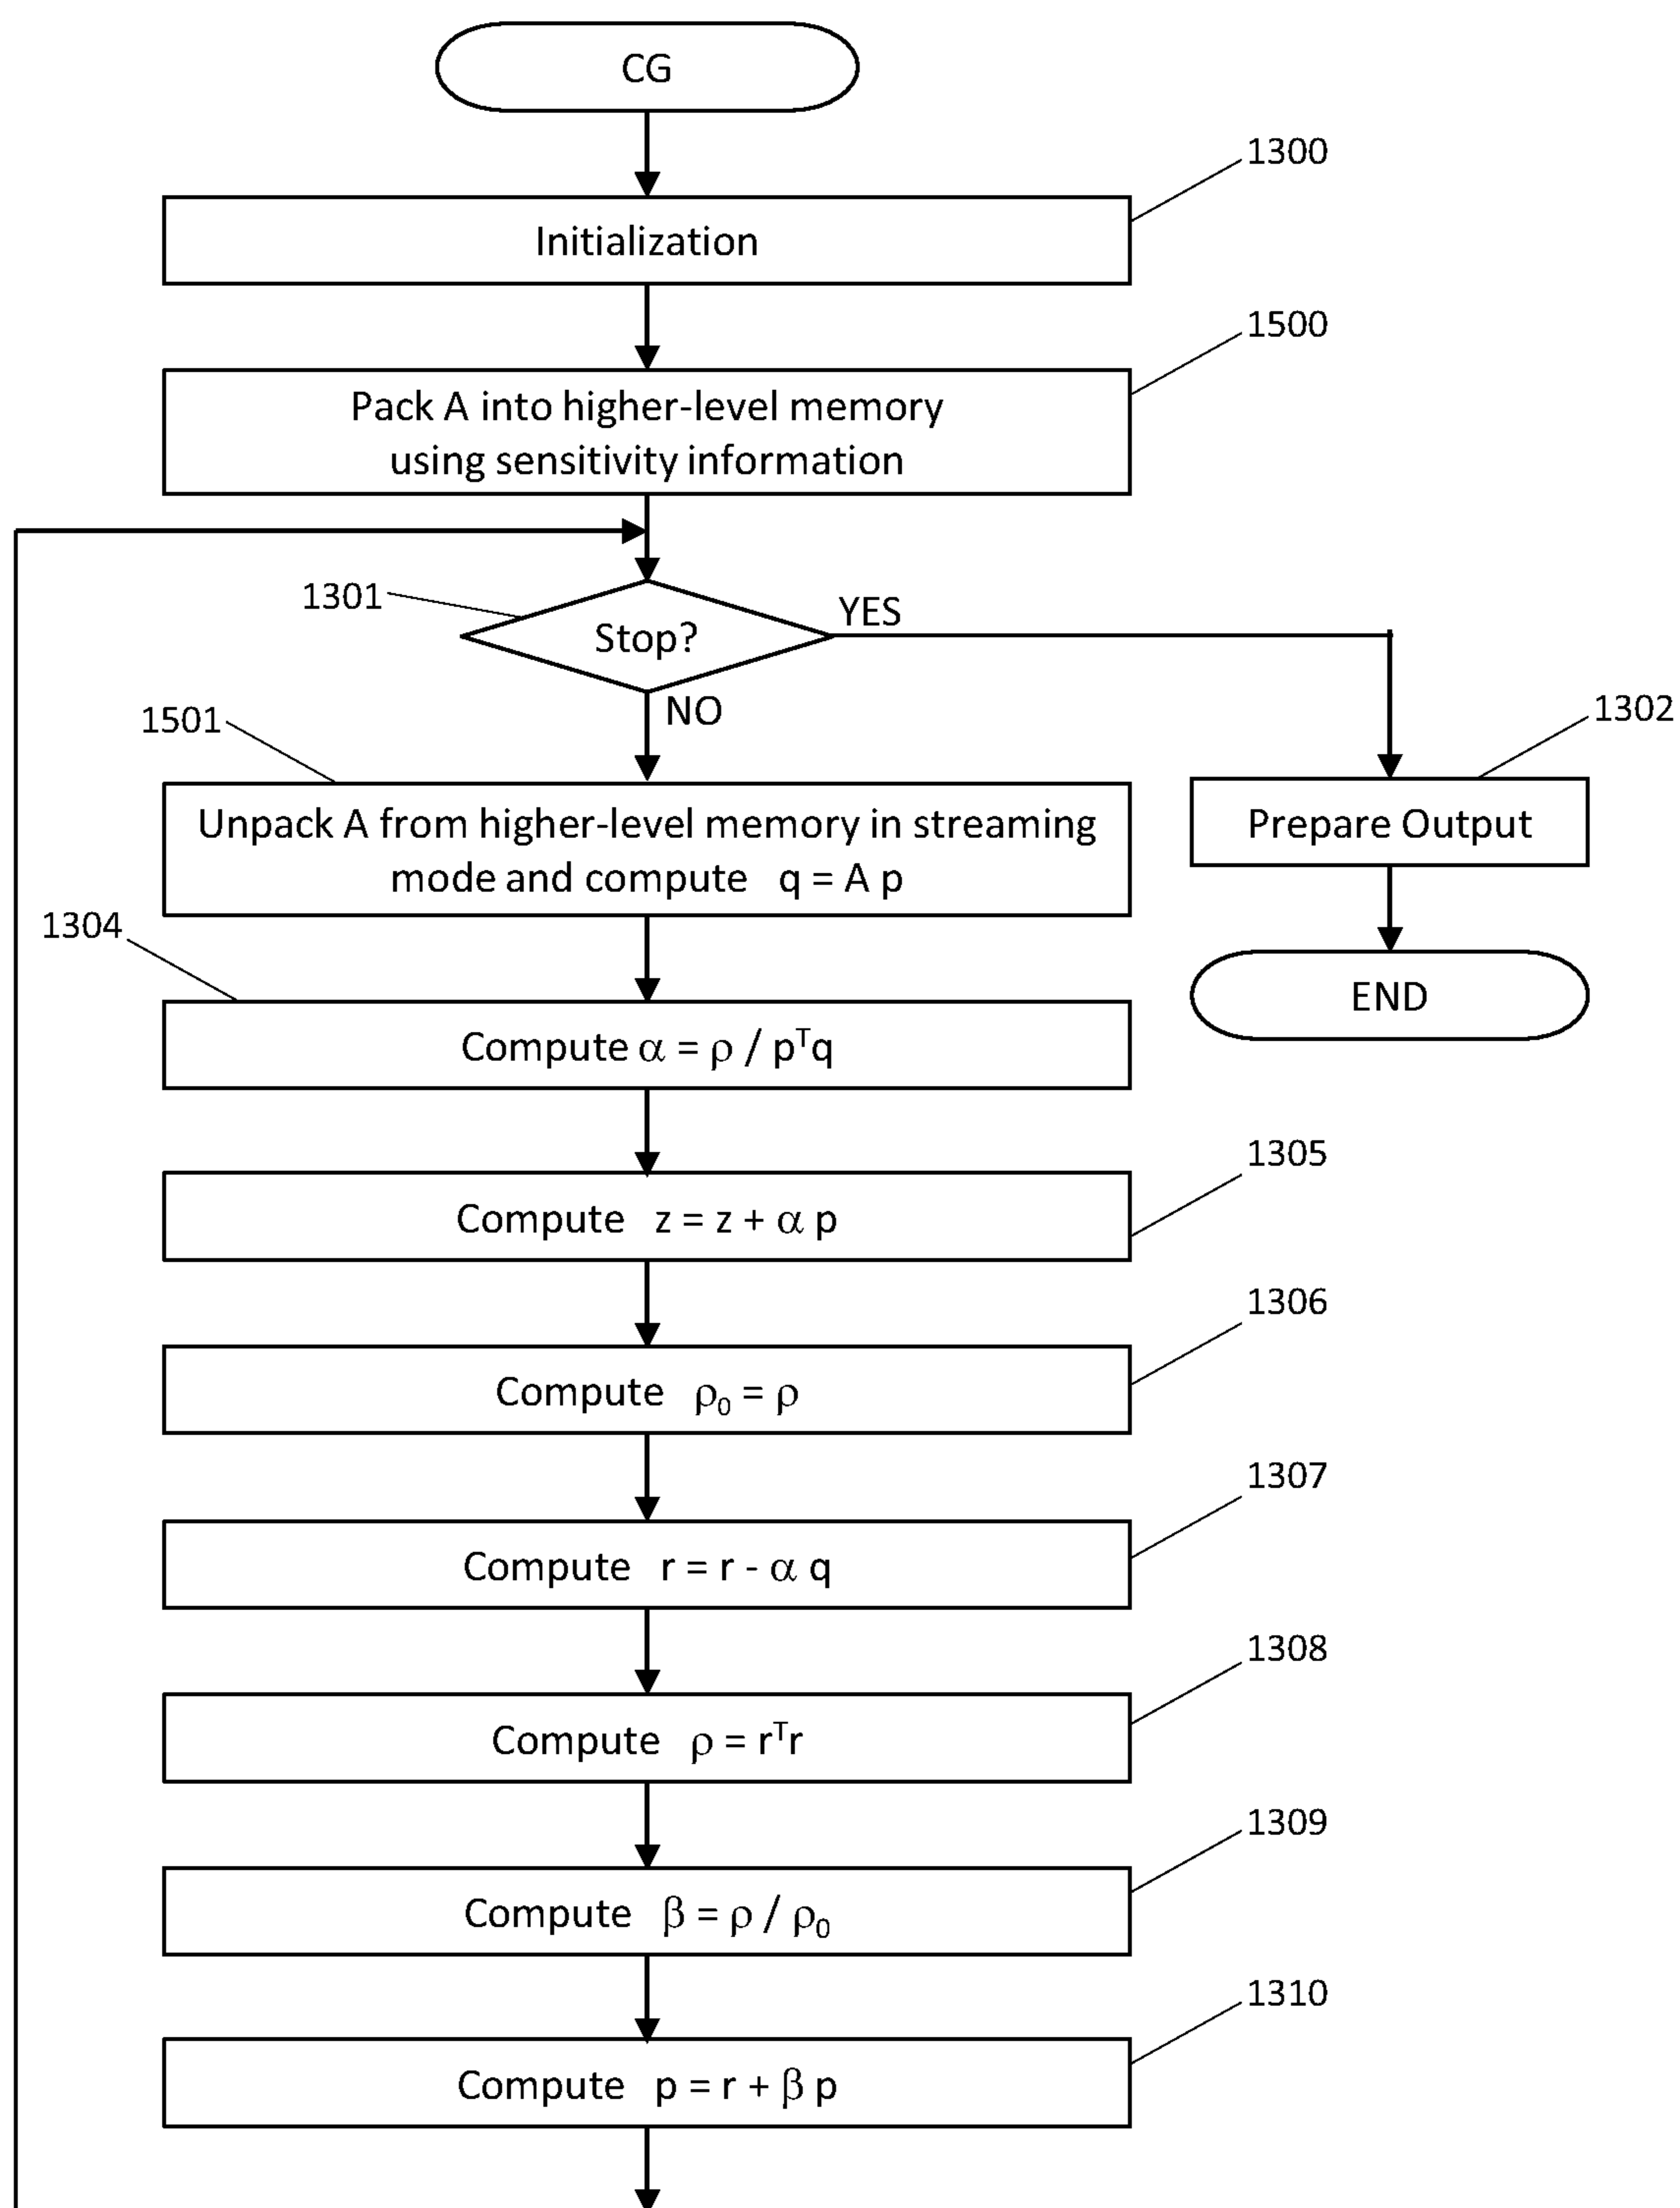 CG
1300
Initialization
1500
Pack A into higher-level memory
using sensitivity information
1301
Stop?
YES
NO
1501
1302
Unpack A from higher-level memory in streaming
mode and compute q = A p
Prepare Output
1304
END
Compute α = ρ / pᵀq
1305
Compute z = z + α p
1306
Compute ρ₀ = ρ
1307
Compute r = r - α q
1308
Compute ρ = rᵀr
1309
Compute β = ρ / ρ₀
1310
Compute p = r + β p